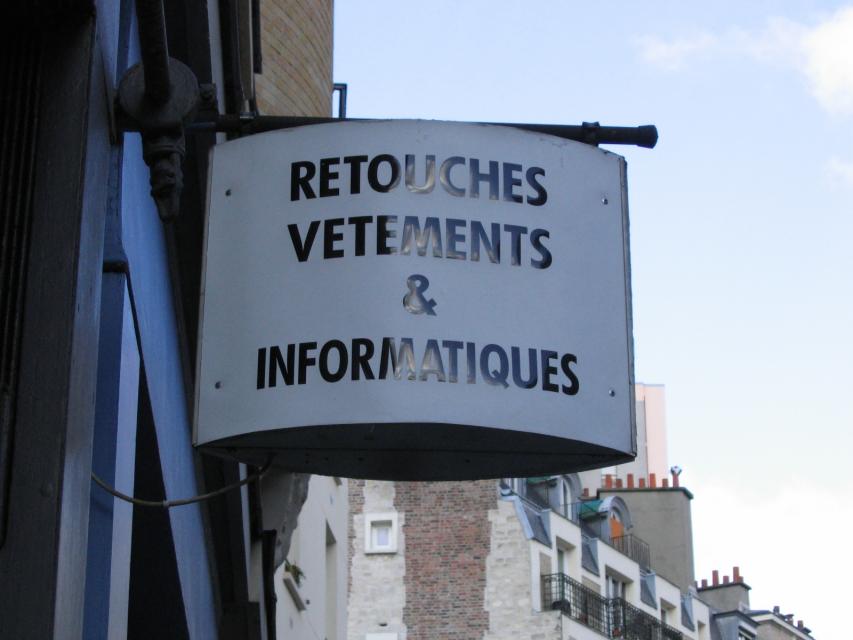 RETOUCHES
VETEMENTS
&
INFORMATIQUES